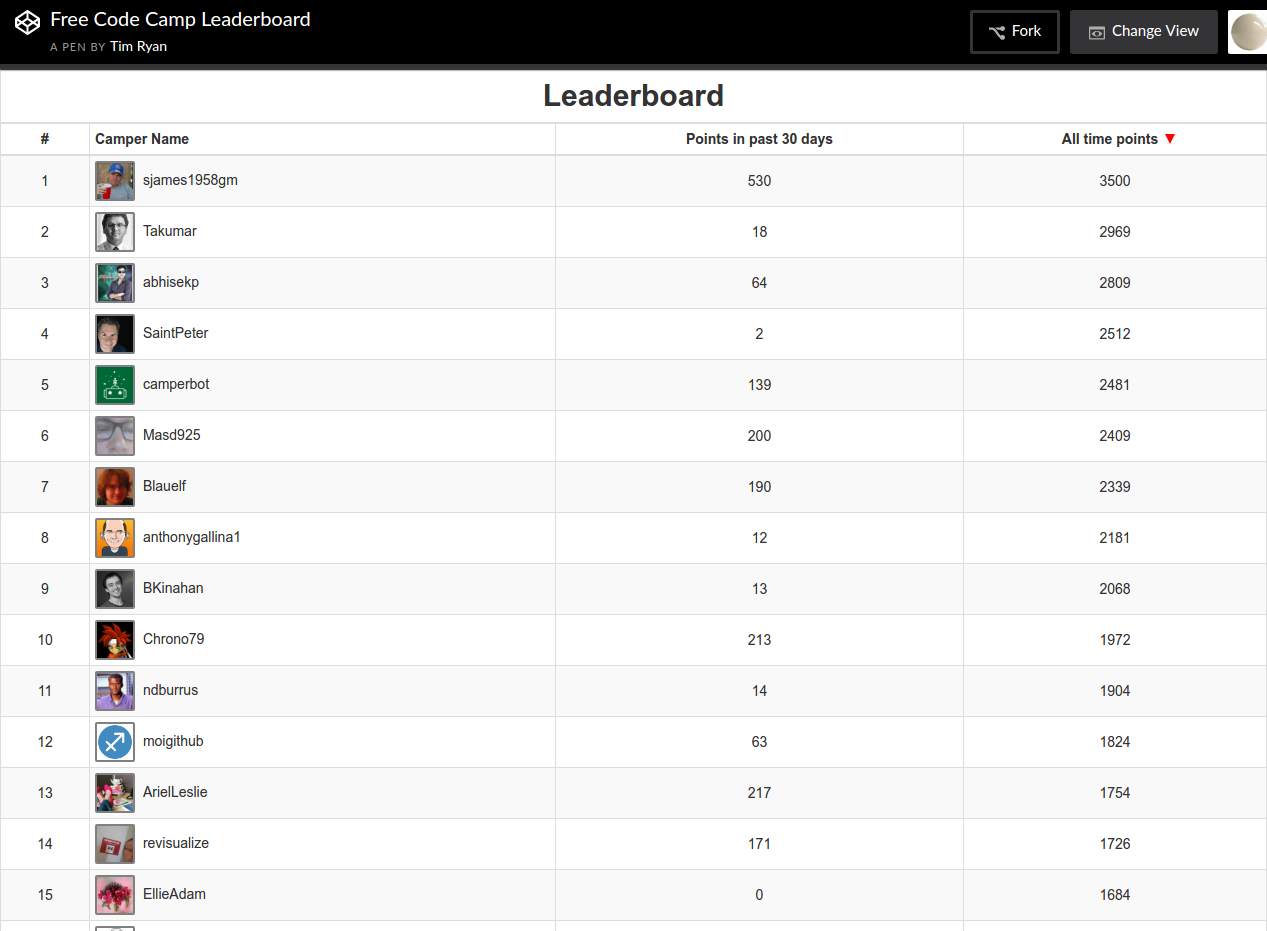 Free Code Camp Leaderboard
A PEN BY Tim Ryan
Fork
Change View
Leaderboard
# Camper Name Points in past 30 days All time points ▼
1 sjames1958gm 530 3500
2 Takumar 18 2969
3 abhisekp 64 2809
4 SaintPeter 2 2512
5 camperbot 139 2481
6 Masd925 200 2409
7 Blauelf 190 2339
8 anthonygallina1 12 2181
9 BKinahan 13 2068
10 Chrono79 213 1972
11 ndburrus 14 1904
12 moigithub 63 1824
13 ArielLeslie 217 1754
14 revisualize 171 1726
15 EllieAdam 0 1684